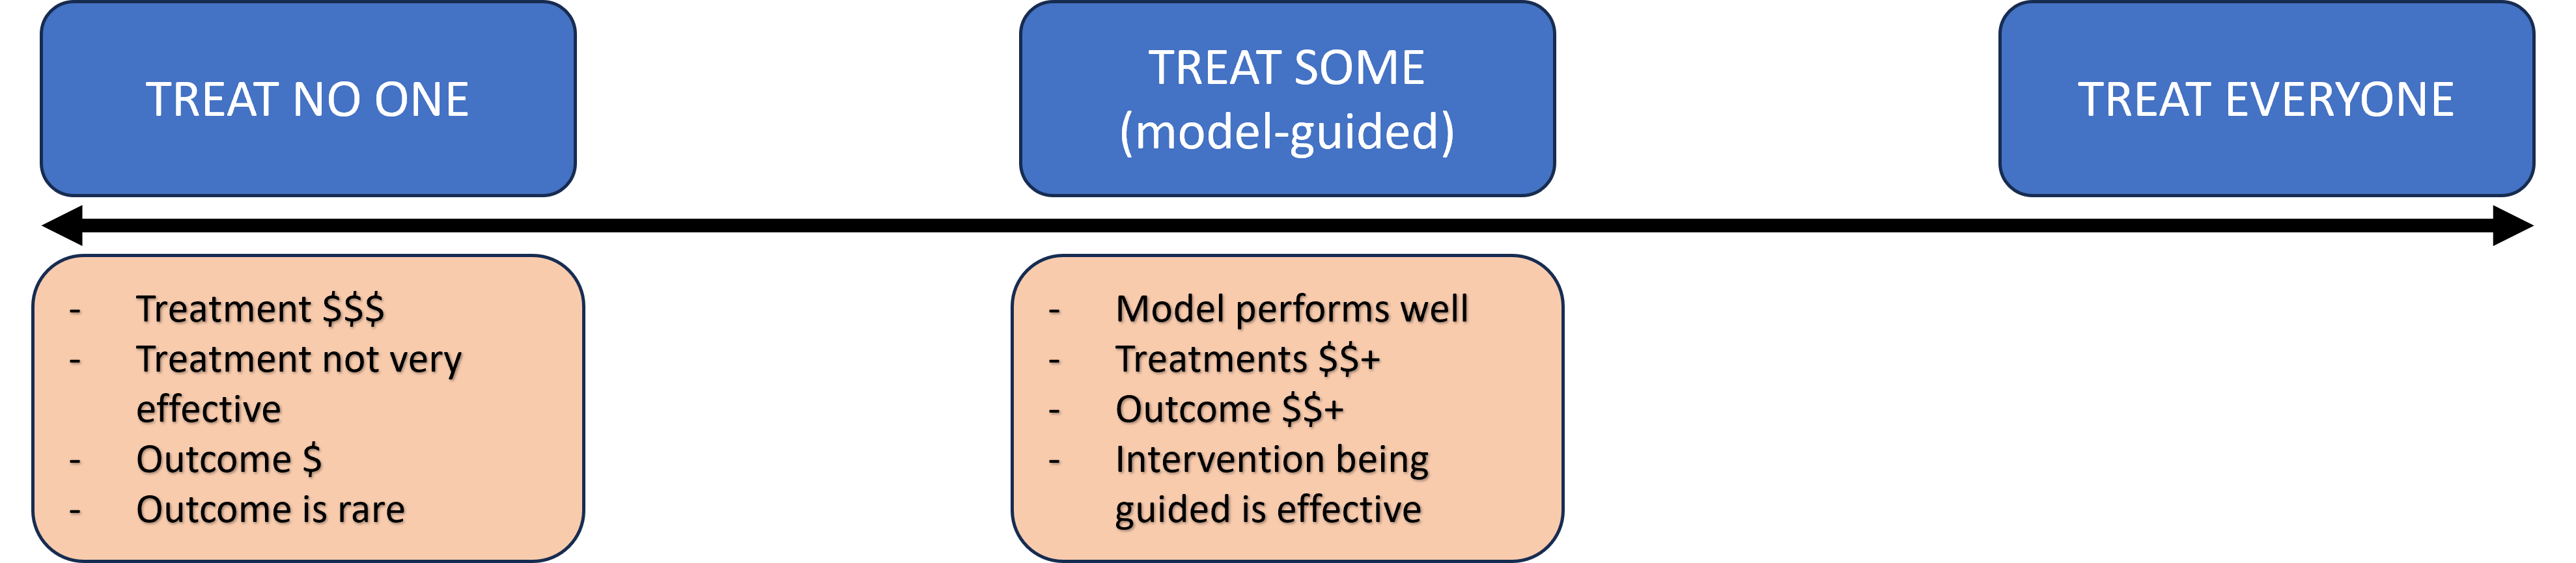 TREAT NO ONE
TREAT SOME
(model-guided)
TREAT EVERYONE
- Treatment $$$
- Treatment not very
effective
- Outcome $
- Outcome is rare
- Model performs well
- Treatments $$+
- Outcome $$+
- Intervention being
guided is effective